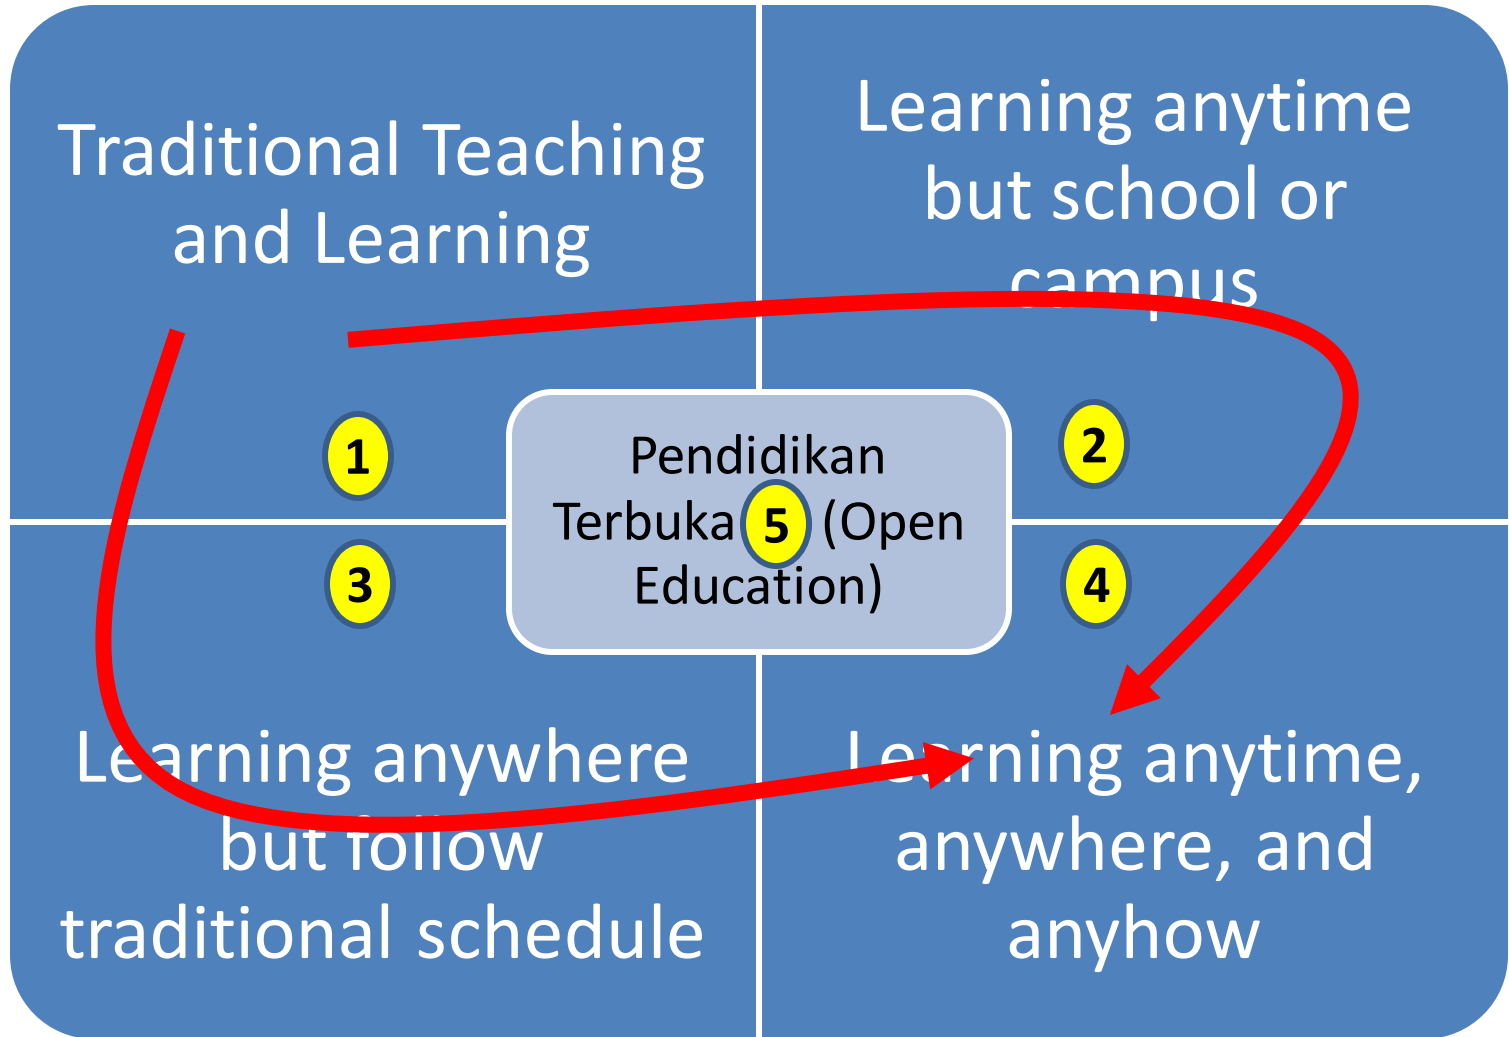 Traditional Teaching
and Learning
Learning anytime
but school or
campus
1
2
Pendidikan
Terbuka 5 (Open
Education)
3
4
Learning anywhere
but follow
traditional schedule
Learning anytime,
anywhere, and
anyhow